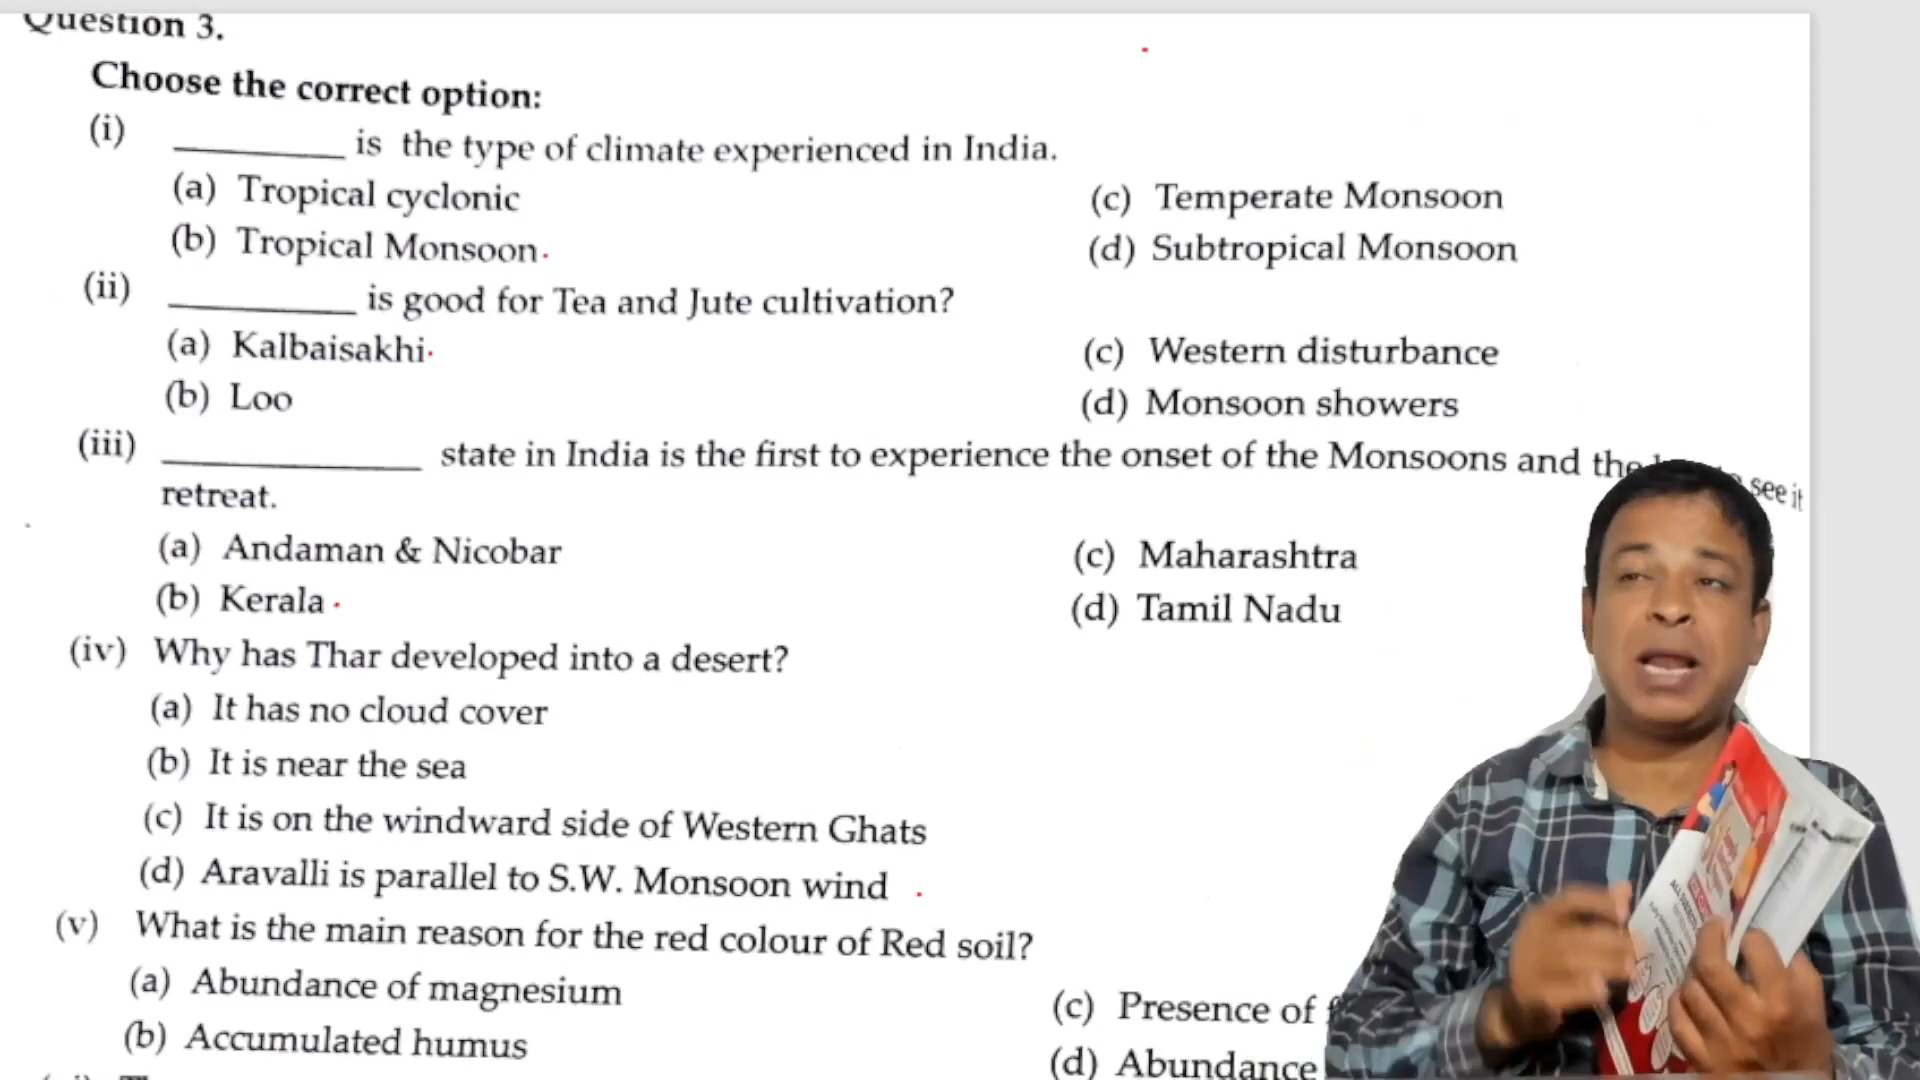 Question 3.
Choose the correct option:
(i) __________ is the type of climate experienced in India.
(a) Tropical cyclonic
(c) Temperate Monsoon
(b) Tropical Monsoon
(d) Subtropical Monsoon
(ii) __________ is good for Tea and Jute cultivation?
(a) Kalbaisakhi
(c) Western disturbance
(b) Loo
(d) Monsoon showers
(iii) __________ state in India is the first to experience the onset of the Monsoons and the see it
retreat.
(a) Andaman & Nicobar
(c) Maharashtra
(b) Kerala
(d) Tamil Nadu
(iv) Why has Thar developed into a desert?
(a) It has no cloud cover
(b) It is near the sea
(c) It is on the windward side of Western Ghats
(d) Aravalli is parallel to S.W. Monsoon wind
(v) What is the main reason for the red colour of Red soil?
(a) Abundance of magnesium
(c) Presence of
(b) Accumulated humus
(d) Abundance